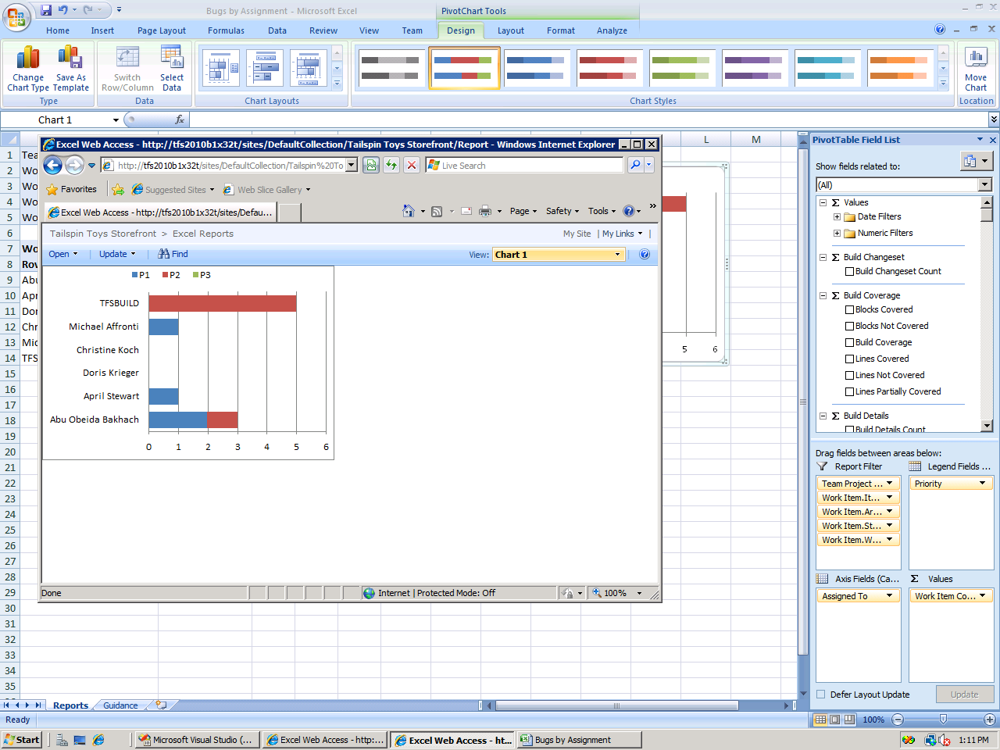 Bugs by Assignment - Microsoft Excel
PivotChart Tools
Home Insert Page Layout Formulas Data Review View Team Design Layout Format Analyze
Change Chart Type
Save As Template
Switch Row/Column
Select Data
Move Chart
Type Data Chart Layouts Chart Styles Location
Chart 1 fx
L M
1 Tea
2 Wo
3 Wo
4 Wo
5 Wo
6
7 Wo
8 Row
9 Abu
10 Apr
11 Dor
12 Chr
13 Mic
14 TFS
15
16
17
18
19
20
21
22
23
24
25
26
27
28
29
30
31
32
33
34
35
Excel Web Access - http://tfs2010b1x32t/sites/DefaultCollection/Tailspin Toys Storefront/Report - Windows Internet Explorer
http://tfs2010b1x32t/sites/DefaultCollection/Tailspin%20To
Live Search
Favorites Suggested Sites Web Slice Gallery
Excel Web Access - http://tfs2010b1x32t/sites/Defau...
Page Safety Tools
Tailspin Toys Storefront > Excel Reports
My Site | My Links |
Open Update Find
View: Chart 1
P1 P2 P3
TFSBUILD
Michael Affronti
Christine Koch
Doris Krieger
April Stewart
Abu Obeida Bakhach
0 1 2 3 4 5 6
5 6
Done
Internet | Protected Mode: Off
100%
PivotTable Field List
Show fields related to:
(All)
Σ Values
Date Filters
Numeric Filters
Σ Build Changeset
Build Changeset Count
Σ Build Coverage
Blocks Covered
Blocks Not Covered
Build Coverage
Lines Covered
Lines Not Covered
Lines Partially Covered
Σ Build Details
Build Details Count
Drag fields between areas below:
Report Filter
Legend Fields ...
Team Project ...
Work Item.It...
Work Item.Ar...
Work Item.St...
Work Item.W...
Priority
Axis Fields (Ca...
Σ Values
Assigned To
Work Item Co...
Defer Layout Update
Update
Reports Guidance
Ready
100%
Start
Microsoft Visual Studio (...
Excel Web Access - http:...
Excel Web Access - ht...
Bugs by Assignment
1:11 PM